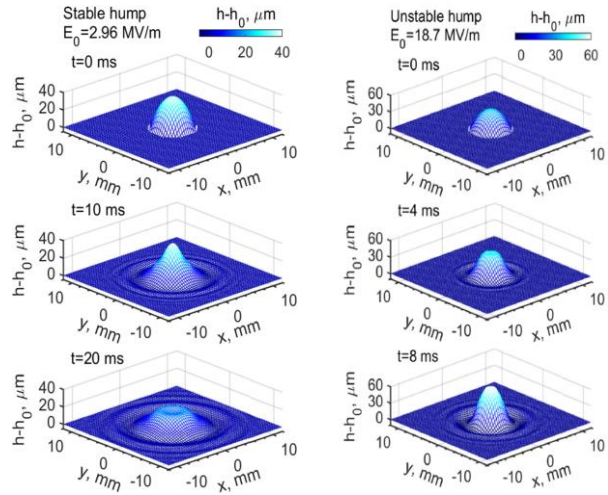 Stable hump
E₀=2.96 MV/m
h-h₀, μm
0 20 40
Unstable hump
E₀=18.7 MV/m
h-h₀, μm
0 30 60
t=0 ms
h-h₀, μm
40
20
0
10
0
-10
y, mm
-10
0
10
x, mm
t=0 ms
h-h₀, μm
60
30
0
10
0
-10
y, mm
-10
0
10
x, mm
t=10 ms
h-h₀, μm
40
20
0
10
0
-10
y, mm
-10
0
10
x, mm
t=4 ms
h-h₀, μm
60
30
0
10
0
-10
y, mm
-10
0
10
x, mm
t=20 ms
h-h₀, μm
40
20
0
10
0
-10
y, mm
-10
0
10
x, mm
t=8 ms
h-h₀, μm
60
30
0
10
0
-10
y, mm
-10
0
10
x, mm